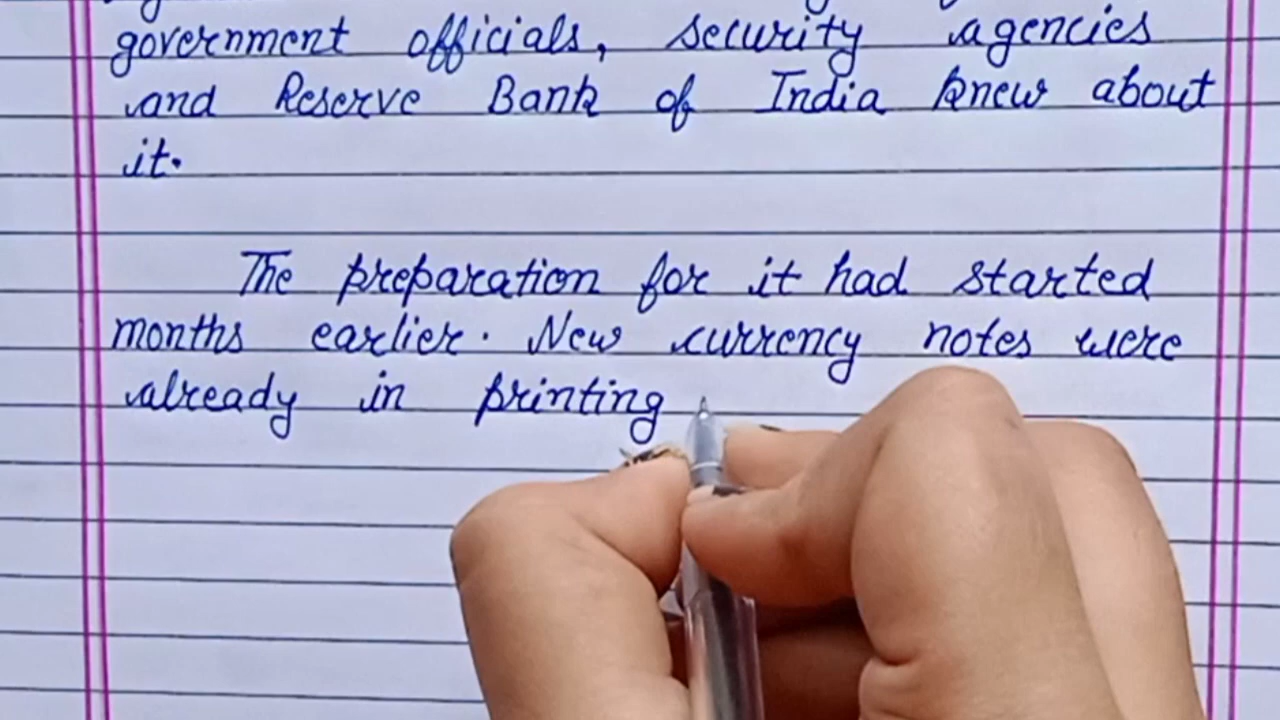 government officials, security agencies
and Reserve Bank of India knew about
it.
The preparation for it had started
months earlier. New currency notes were
already in printing